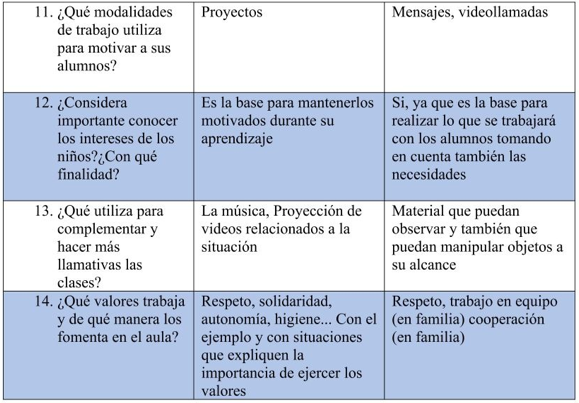 11. ¿Qué modalidades
de trabajo utiliza
para motivar a sus
alumnos?
Proyectos
Mensajes, videollamadas
12. ¿Considera
importante conocer
los intereses de los
niños?¿Con qué
finalidad?
Es la base para mantenerlos
motivados durante su
aprendizaje
Si, ya que es la base para
realizar lo que se trabajará
con los alumnos tomando
en cuenta también las
necesidades
13. ¿Qué utiliza para
complementar y
hacer más
llamativas las
clases?
La música, Proyección de
videos relacionados a la
situación
Material que puedan
observar y también que
puedan manipular objetos a
su alcance
14. ¿Qué valores trabaja
y de qué manera los
fomenta en el aula?
Respeto, solidaridad,
autonomía, higiene... Con el
ejemplo y con situaciones
que expliquen la
importancia de ejercer los
valores
Respeto, trabajo en equipo
(en familia) cooperación
(en familia)